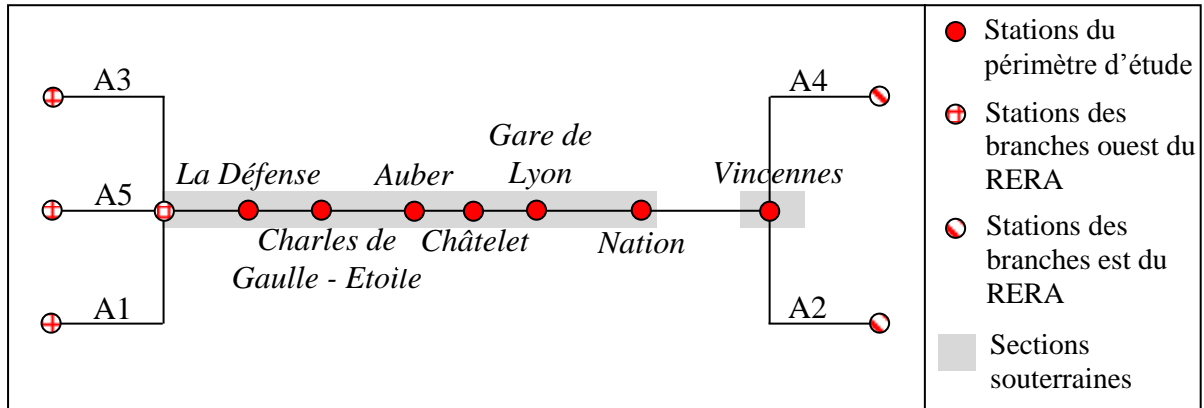 A3
A4
Gare de
Lyon
La Défense
Auber
Vincennes
A5
Charles de
Gaulle - Etoile
Châtelet
Nation
A1
A2
Stations du
périmètre d’étude
Stations des
branches ouest du
RERA
Stations des
branches est du
RERA
Sections
souterraines